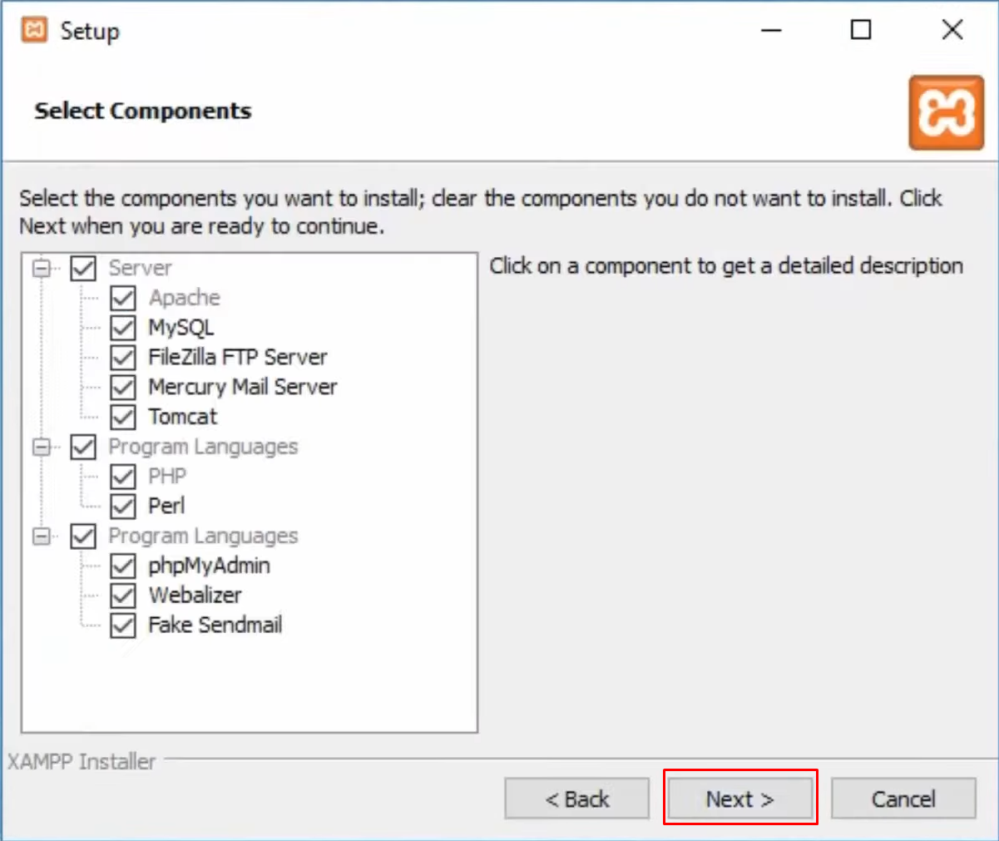 Setup
Select Components
Select the components you want to install; clear the components you do not want to install. Click
Next when you are ready to continue.
Server
Apache
MySQL
FileZilla FTP Server
Mercury Mail Server
Tomcat
Program Languages
PHP
Perl
Program Languages
phpMyAdmin
Webalizer
Fake Sendmail
Click on a component to get a detailed description
XAMPP Installer
< Back
Next >
Cancel